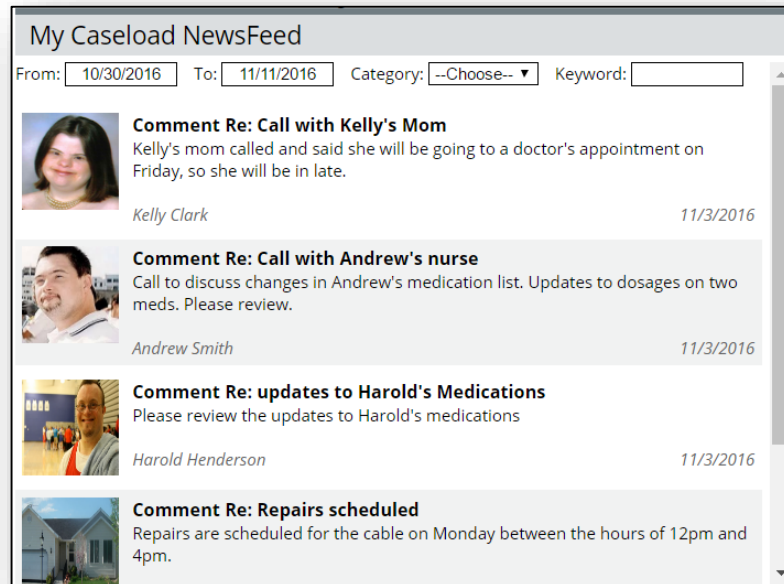 My Caseload NewsFeed
From: 10/30/2016 To: 11/11/2016 Category: --Choose-- Keyword:
Comment Re: Call with Kelly's Mom
Kelly's mom called and said she will be going to a doctor's appointment on
Friday, so she will be in late.
Kelly Clark 11/3/2016
Comment Re: Call with Andrew's nurse
Call to discuss changes in Andrew's medication list. Updates to dosages on two
meds. Please review.
Andrew Smith 11/3/2016
Comment Re: updates to Harold's Medications
Please review the updates to Harold's medications
Harold Henderson 11/3/2016
Comment Re: Repairs scheduled
Repairs are scheduled for the cable on Monday between the hours of 12pm and
4pm.